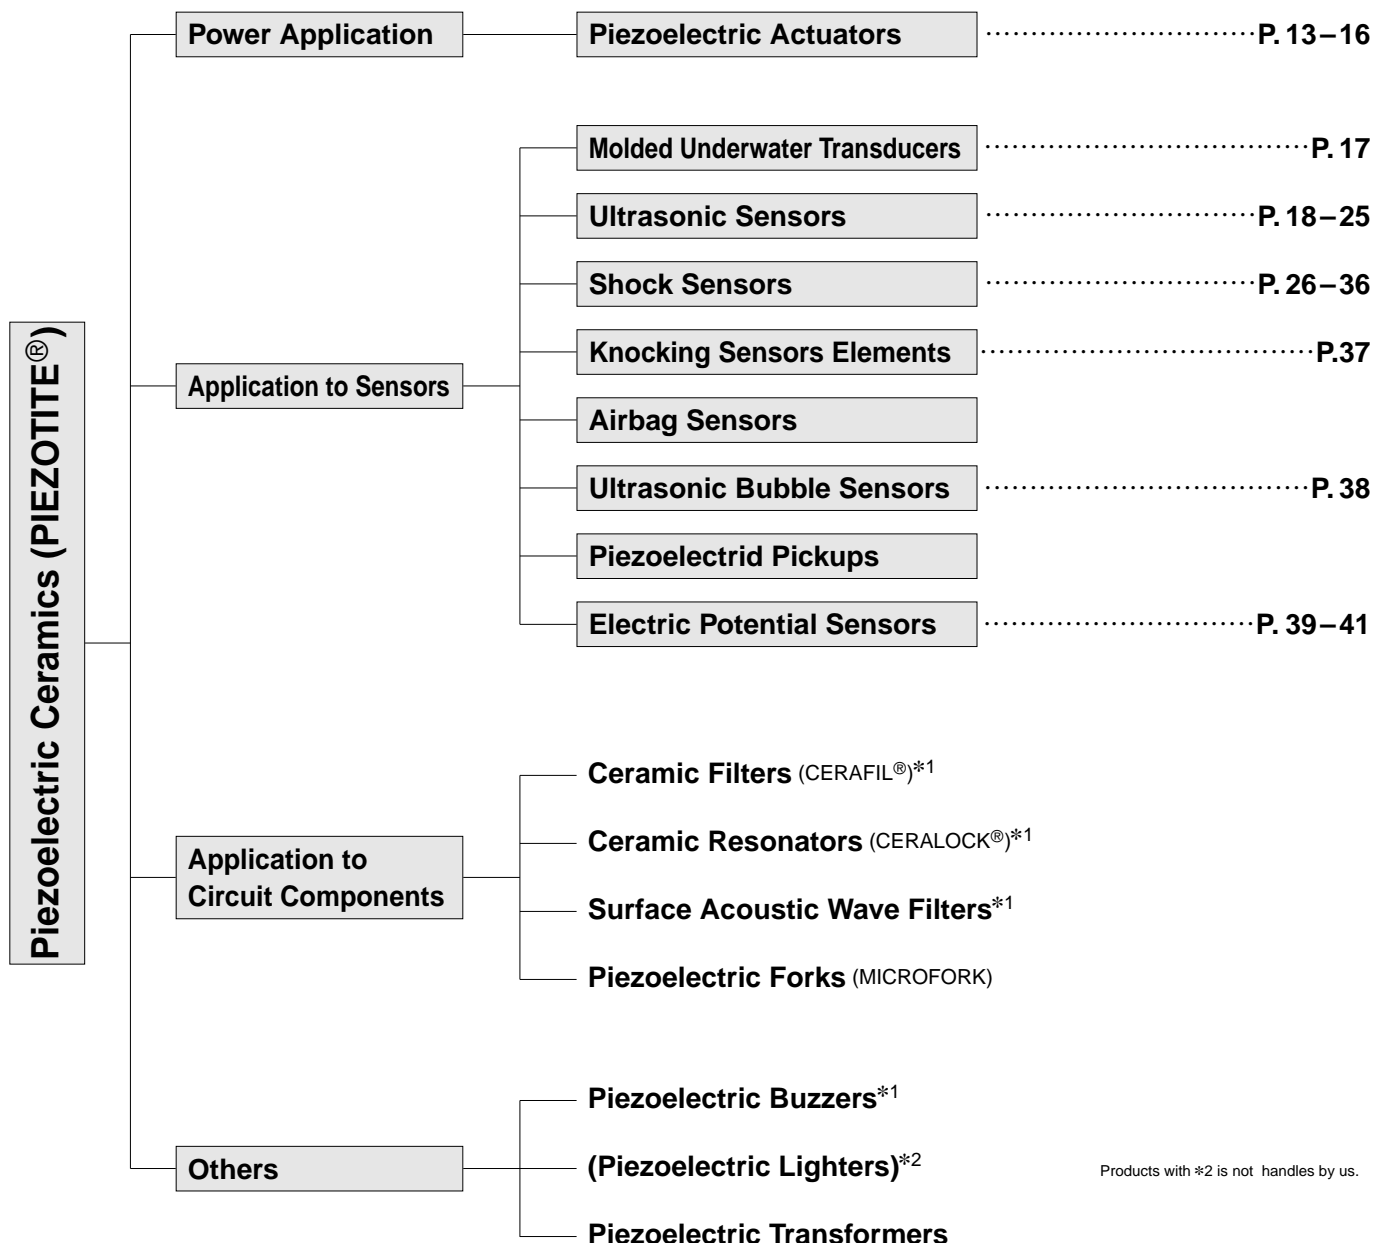 Power Application
Piezoelectric Actuators ······························P. 13–16
Molded Underwater Transducers ····································P. 17
Ultrasonic Sensors ······························P. 18–25
Shock Sensors ······························P. 26–36
Knocking Sensors Elements ·····································P.37
Piezoelectric Ceramics (PIEZOTITE®)
Application to Sensors
Airbag Sensors
Ultrasonic Bubble Sensors ····································P. 38
Piezoelectrid Pickups
Electric Potential Sensors ······························P. 39–41
Ceramic Filters (CERAFIL®)*1
Ceramic Resonators (CERALOCK®)*1
Application to
Circuit Components
Surface Acoustic Wave Filters*1
Piezoelectric Forks (MICROFORK)
Piezoelectric Buzzers*1
Others
(Piezoelectric Lighters)*2
Products with *2 is not handles by us.
Piezoelectric Transformers